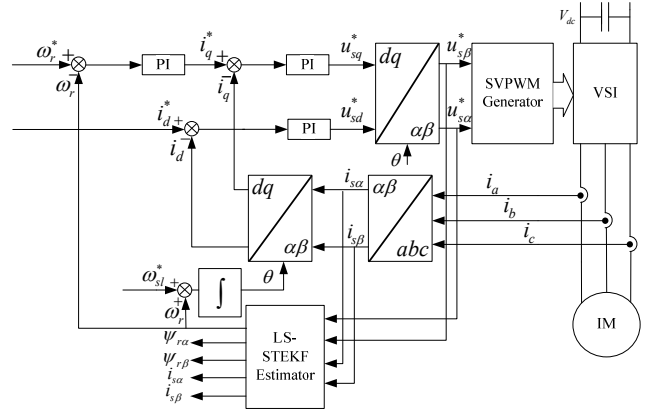 V_dc
ω_r^* + −
ω_r
PI
i_q^* + −
i_q
PI
u_sq^*
dq
αβ
θ
u_sβ^*
u_sα^*
SVPWM
Generator
VSI
i_d^* + −
i_d
PI
u_sd^*
dq
αβ
θ
i_sα
i_sβ
αβ
abc
i_a
i_b
i_c
ω_sl^* +
+
ω_r
∫
LS-
STEKF
Estimator
ψ_rα
ψ_rβ
i_sα
i_sβ
IM